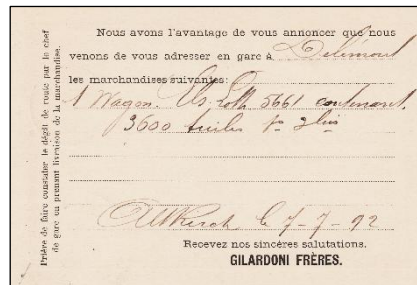 Nous avons l'avantage de vous annoncer que nous
venons de vous adresser en gare à Delémont
les marchandises suivantes:
1 Wagon. Els. Loth 5661 contenant
3600 tuiles
Altkirch le 7-7-92
Recevez nos sincères salutations.
GILARDONI FRÈRES.
Prière de faire constater le dégât de route par le chef
de gare en prenant livraison de la marchandise.